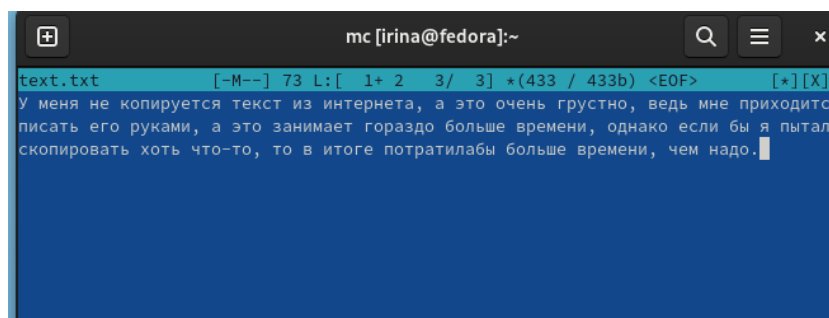 mc [irina@fedora]:~
text.txt [-M--] 73 L:[ 1+ 2 3/ 3] *(433 / 433b) <EOF> [*][X]
У меня не копируется текст из интернета, а это очень грустно, ведь мне приходитс
писать его руками, а это занимает гораздо больше времени, однако если бы я пытал
скопировать хоть что-то, то в итоге потратилабы больше времени, чем надо.